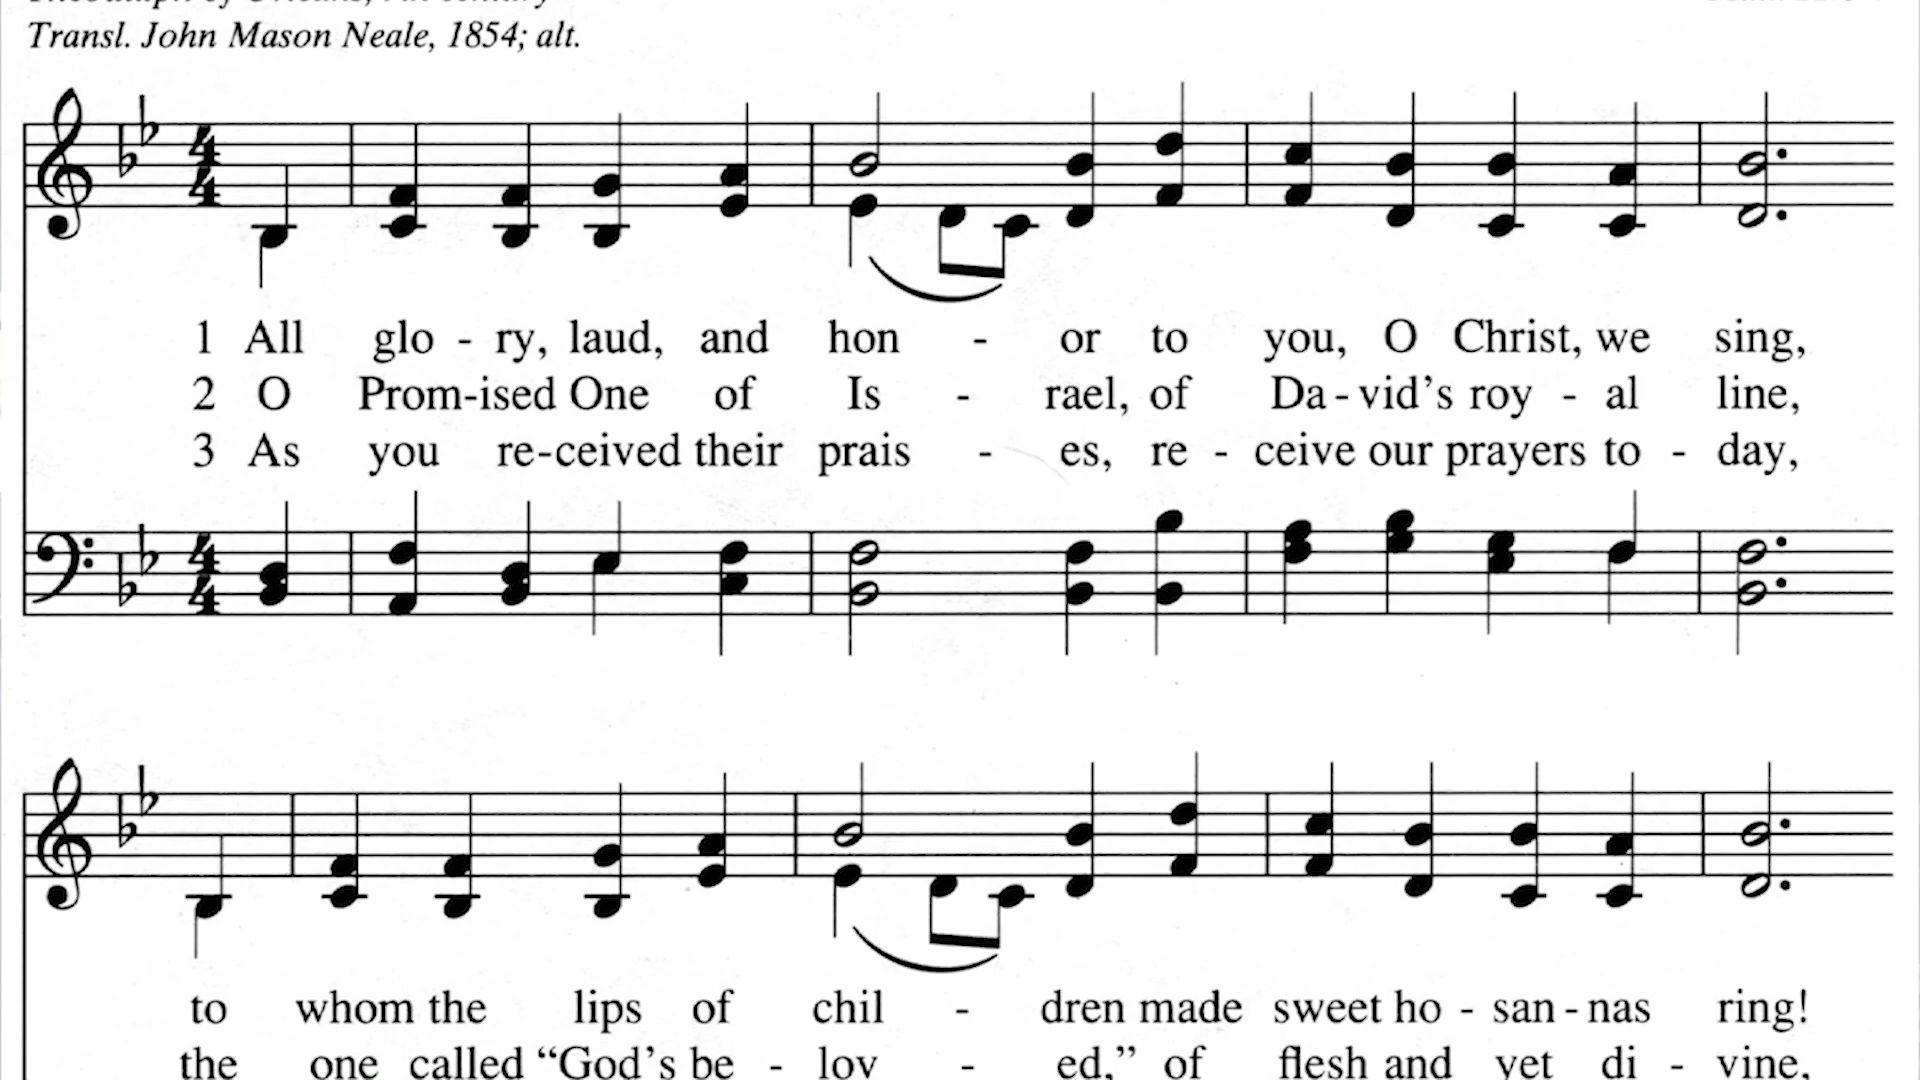 Transl. John Mason Neale, 1854; alt.
1 All glo - ry, laud, and hon - or to you, O Christ, we sing,
2 O Prom-ised One of Is - rael, of Da - vid's roy - al line,
3 As you re-ceived their prais - es, re - ceive our prayers to - day,
to whom the lips of chil - dren made sweet ho - san - nas ring!
the one called “God's be - lov - ed,” of flesh and yet di - vine,